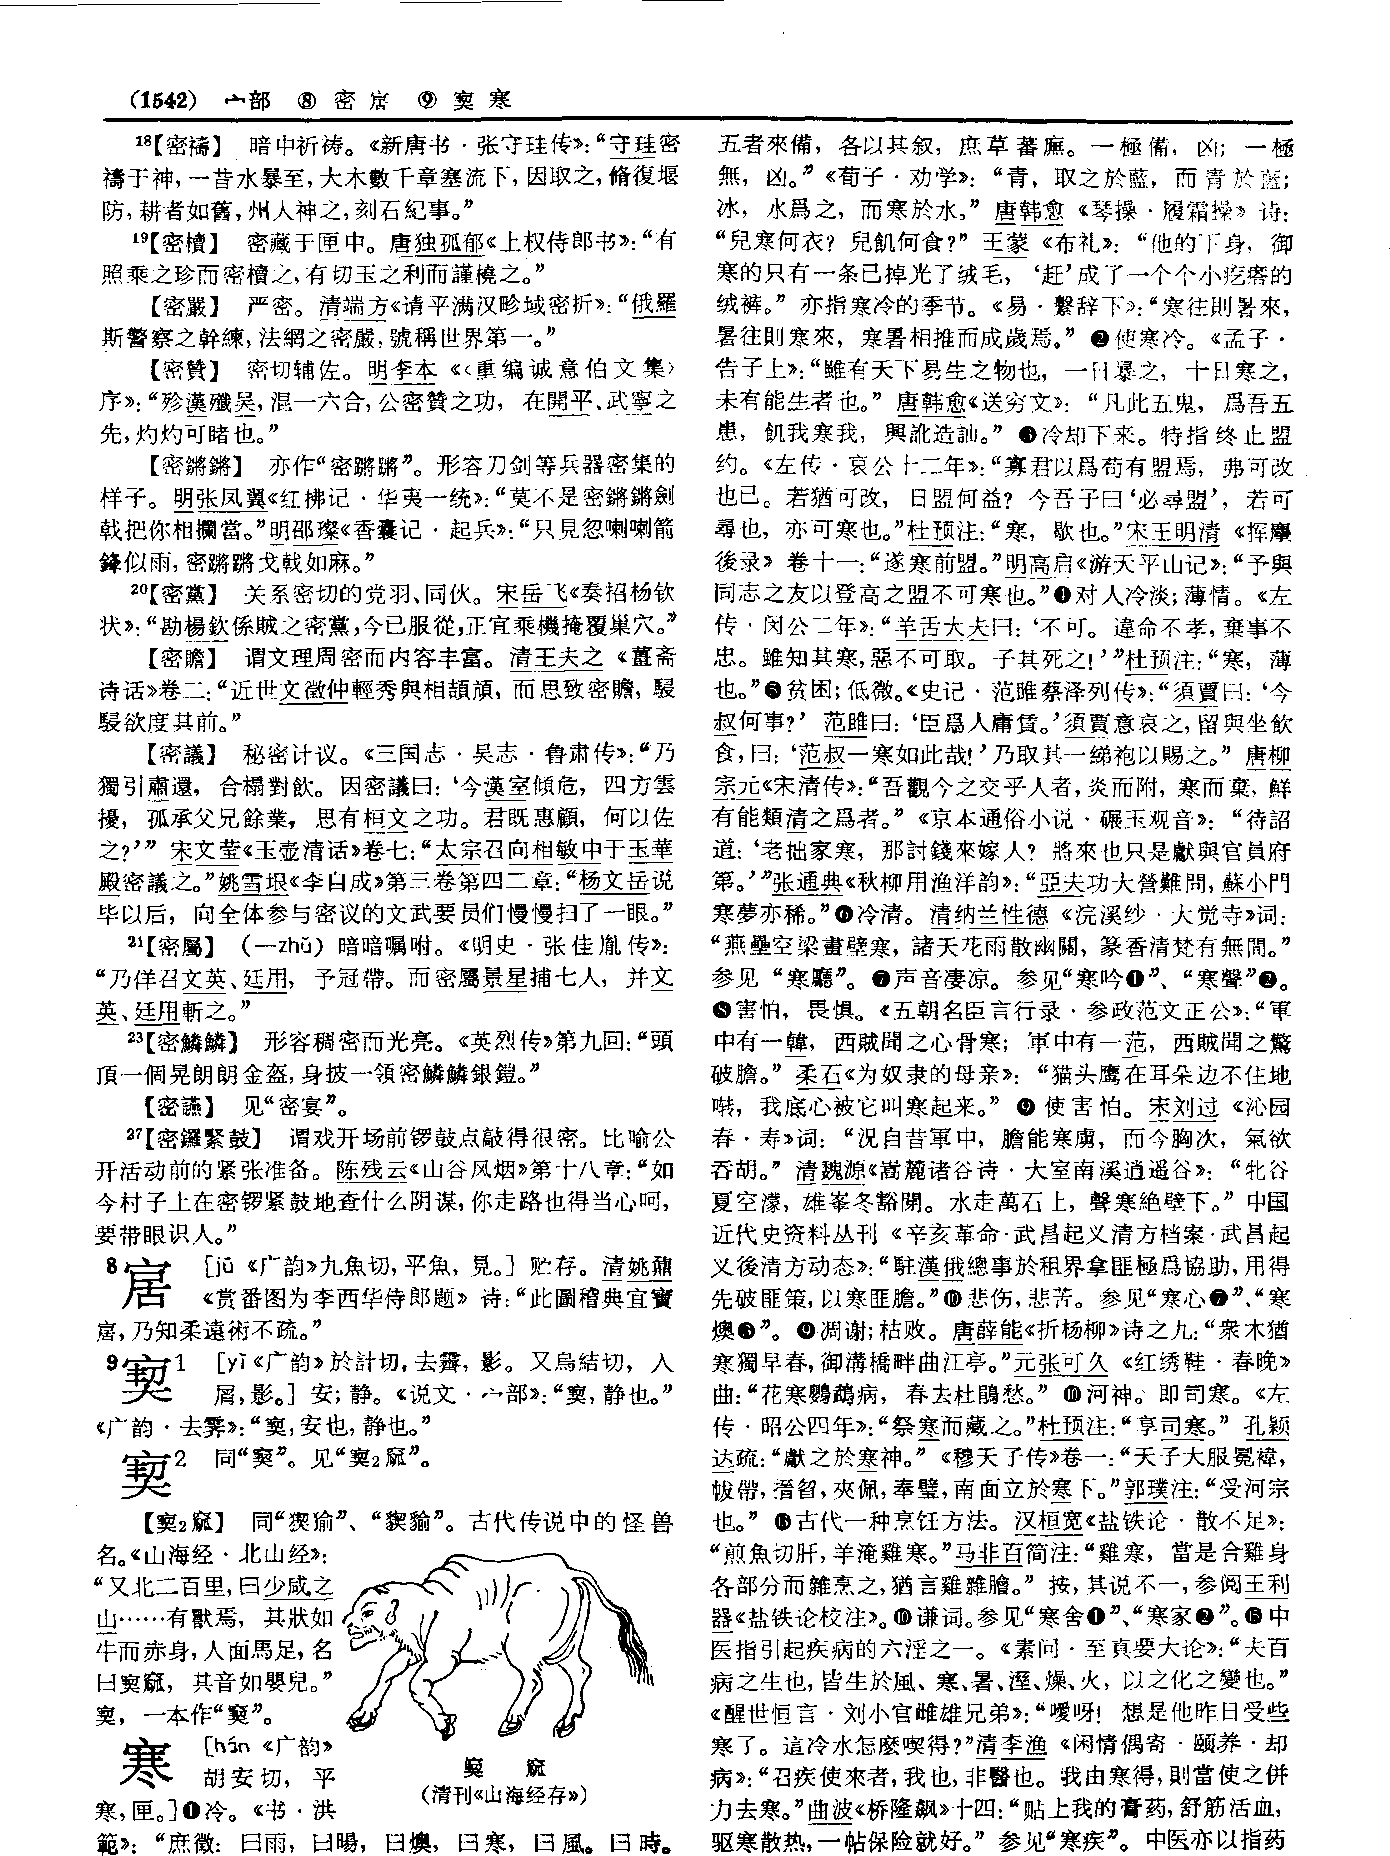 (1542) 宀部 ⑧ 密 㝒 ⑨ 窫 寒
18【密禱】 暗中祈祷。《新唐书·张守珪传》:“守珪密
禱于神,一昔水暴至,大木數千章塞流下,因取之,脩復堰
防,耕者如舊,州人神之,刻石紀事。”
19【密櫝】 密藏于匣中。唐独孤郁《上权侍郎书》:“有
照乘之珍而密櫝之,有切玉之利而謹橈之。”
【密嚴】 严密。清端方《请平满汉畛域密折》:“俄羅
斯警察之幹練,法網之密嚴,號稱世界第一。”
【密贊】 密切辅佐。明李本《〈重编诚意伯文集〉
序》:“殄漢殲吴,混一六合,公密贊之功, 在開平、武寧之
先,灼灼可睹也。”
【密鏘鏘】 亦作“密蹡蹡”。形容刀剑等兵器密集的
样子。明张凤翼《红拂记·华夷一统》:“莫不是密鏘鏘劍
戟把你相攔當。”明邵璨《香囊记·起兵》:“只見忽喇喇箭
鋒似雨,密蹡蹡戈戟如麻。”
20【密黨】 关系密切的党羽、同伙。宋岳飞《奏招杨钦
状》:“勘楊欽係賊之密黨,今已服從,正宜乘機掩覆巢穴。”
【密贍】 谓文理周密而内容丰富。清王夫之《薑斋
诗话》卷二:“近世文徵仲輕秀與相頡頏,而思致密贍,駸
駸欲度其前。”
【密議】 秘密计议。《三国志·吴志·鲁肃传》:“乃
獨引肅還, 合榻對飲。因密議曰:‘今漢室傾危, 四方雲
擾, 孤承父兄餘業, 思有桓文之功。君既惠顧, 何以佐
之?’” 宋文莹《玉壶清话》卷七:“太宗召向相敏中于玉華
殿密議之。”姚雪垠《李自成》第三卷第四二章:“杨文岳说
毕以后, 向全体参与密议的文武要员们慢慢扫了一眼。”
21【密屬】 (—zhǔ) 暗暗嘱咐。《明史·张佳胤传》:
“乃佯召文英、廷用, 予冠帶。而密屬景星捕七人, 并文
英、廷用斬之。”
23【密鱗鱗】 形容稠密而光亮。《英烈传》第九回:“頭
頂一個晃朗朗金盔,身披一領密鱗鱗銀鎧。”
【密讌】 见“密宴”。
27【密鑼緊鼓】 谓戏开场前锣鼓点敲得很密。比喻公
开活动前的紧张准备。陈残云《山谷风烟》第十八章:“如
今村子上在密锣紧鼓地查什么阴谋,你走路也得当心呵,
要带眼识人。”
8㝒 [jū 《广韵》九魚切,平魚,見。] 贮存。清姚鼐
《赏番图为李西华侍郎题》诗:“此圖稽典宜寶
㝒,乃知柔遠術不疏。”
9窫1 [yì《广韵》於計切,去霽,影。又烏結切, 入
屑,影。] 安;静。《说文·宀部》:“窫,静也。”
《广韵·去霽》:“窫,安也,静也。”
窫2 同“窫”。见“窫2窳”。
【窫2窳】 同“猰㺄”、“貏貐”。古代传说中的怪兽
名。《山海经·北山经》:
“又北二百里,曰少咸之
山……有獸焉, 其狀如
牛而赤身,人面馬足,名
曰窫窳, 其音如嬰兒。”
窫,一本作“窫”。
窫 窳
(清刊《山海经存》)
寒 [hán 《广韵》
胡安切, 平
寒,匣。]❶冷。《书·洪
範》:“庶徵: 曰雨,曰暘,曰燠,曰寒,曰風。曰時。
五者來備, 各以其叙, 庶草蕃廡。一極備, 凶; 一極
無, 凶。”《荀子·劝学》:“青, 取之於藍, 而青於藍;
冰, 水爲之, 而寒於水。” 唐韩愈《琴操·履霜操》诗:
“兒寒何衣? 兒飢何食?” 王蒙《布礼》:“他的下身, 御
寒的只有一条已掉光了绒毛, ‘赶’成了一个个小疙瘩的
绒裤。” 亦指寒冷的季节。《易·繫辞下》:“寒往則暑來,
暑往則寒來, 寒暑相推而成歲焉。” ❷使寒冷。《孟子·
告子上》:“雖有天下易生之物也, 一日暴之, 十日寒之,
未有能生者也。” 唐韩愈《送穷文》:“凡此五鬼, 爲吾五
患, 飢我寒我, 興訛造訕。” ❸冷却下来。特指终止盟
约。《左传·哀公十二年》:“寡君以爲苟有盟焉, 弗可改
也已。若猶可改, 日盟何益? 今吾子曰‘必尋盟’, 若可
尋也, 亦可寒也。”杜预注:“寒, 歇也。”宋王明清《挥麈
後录》卷十一:“遂寒前盟。”明高启《游天平山记》:“予與
同志之友以登高之盟不可寒也。”❹对人冷淡;薄情。《左
传·闵公二年》:“羊舌大夫曰:‘不可。違命不孝,棄事不
忠。雖知其寒,惡不可取。子其死之!’”杜预注:“寒, 薄
也。”❺贫困;低微。《史记·范雎蔡泽列传》:“須賈曰:‘今
叔何事?’ 范雎曰:‘臣爲人庸賃。’須賈意哀之,留與坐飲
食,曰:‘范叔一寒如此哉!’乃取其一綈袍以賜之。” 唐柳
宗元《宋清传》:“吾觀今之交乎人者,炎而附, 寒而棄,鮮
有能類清之爲者。”《京本通俗小说·碾玉观音》:“待詔
道:‘老拙家寒, 那討錢來嫁人? 將來也只是獻與官員府
第。’”张通典《秋柳用渔洋韵》:“亞夫功大營難問,蘇小門
寒夢亦稀。”❻冷清。清纳兰性德《浣溪纱·大觉寺》词:
“燕壘空梁畫壁寒,諸天花雨散幽關,篆香清梵有無間。”
参见“寒廳”。❼声音凄凉。参见“寒吟❶”、“寒聲❷。
❽害怕, 畏惧。《五朝名臣言行录·参政范文正公》:“軍
中有一韓, 西賊聞之心骨寒; 軍中有一范, 西賊聞之驚
破膽。” 柔石《为奴隶的母亲》:“猫头鹰在耳朵边不住地
啭, 我底心被它叫寒起来。” ❾使害怕。宋刘过《沁园
春·寿》词:“况自昔軍中, 膽能寒虜, 而今胸次, 氣欲
吞胡。” 清魏源《嵩麓诸谷诗·大室南溪逍遥谷》:“牝谷
夏空濛,雄峯冬豁閉。水走萬石上,聲寒絶壁下。” 中国
近代史资料丛刊《辛亥革命·武昌起义清方档案·武昌起
义後清方动态》:“駐漢俄總事於租界拿匪極爲協助,用得
先破匪策,以寒匪膽。”❿悲伤,悲苦。参见“寒心❼”、“寒
燠❸”。⓫凋谢;枯败。唐薛能《折杨柳》诗之九:“衆木猶
寒獨早春,御溝橋畔曲江亭。”元张可久《红绣鞋·春晚》
曲:“花寒鸚鵡病, 春去杜鵑愁。” ⓬河神。即司寒。《左
传·昭公四年》:“祭寒而藏之。”杜预注:“享司寒。” 孔颖
达疏:“獻之於寒神。”《穆天子传》卷一:“天子大服冕褘,
帗帶,搢曶,夾佩,奉璧,南面立於寒下。”郭璞注:“受河宗
也。” ⓭古代一种烹饪方法。汉桓宽《盐铁论·散不足》:
“煎魚切肝,羊淹雞寒。”马非百简注:“雞寒, 當是合雞身
各部分而雜烹之,猶言雞雜膾。” 按,其说不一,参阅王利
器《盐铁论校注》。⓮谦词。参见“寒舍❶”、“寒家❷”。⓯中
医指引起疾病的六淫之一。《素问·至真要大论》:“夫百
病之生也,皆生於風、寒、暑、溼、燥、火, 以之化之變也。”
《醒世恒言·刘小官雌雄兄弟》:“噯呀! 想是他昨日受些
寒了。這冷水怎麽喫得?”清李渔《闲情偶寄·颐养·却
病》:“召疾使來者,我也,非醫也。我由寒得,則當使之併
力去寒。”曲波《桥隆飙》十四:“贴上我的膏药,舒筋活血,
驱寒散热,一帖保险就好。” 参见“寒疾”。中医亦以指药